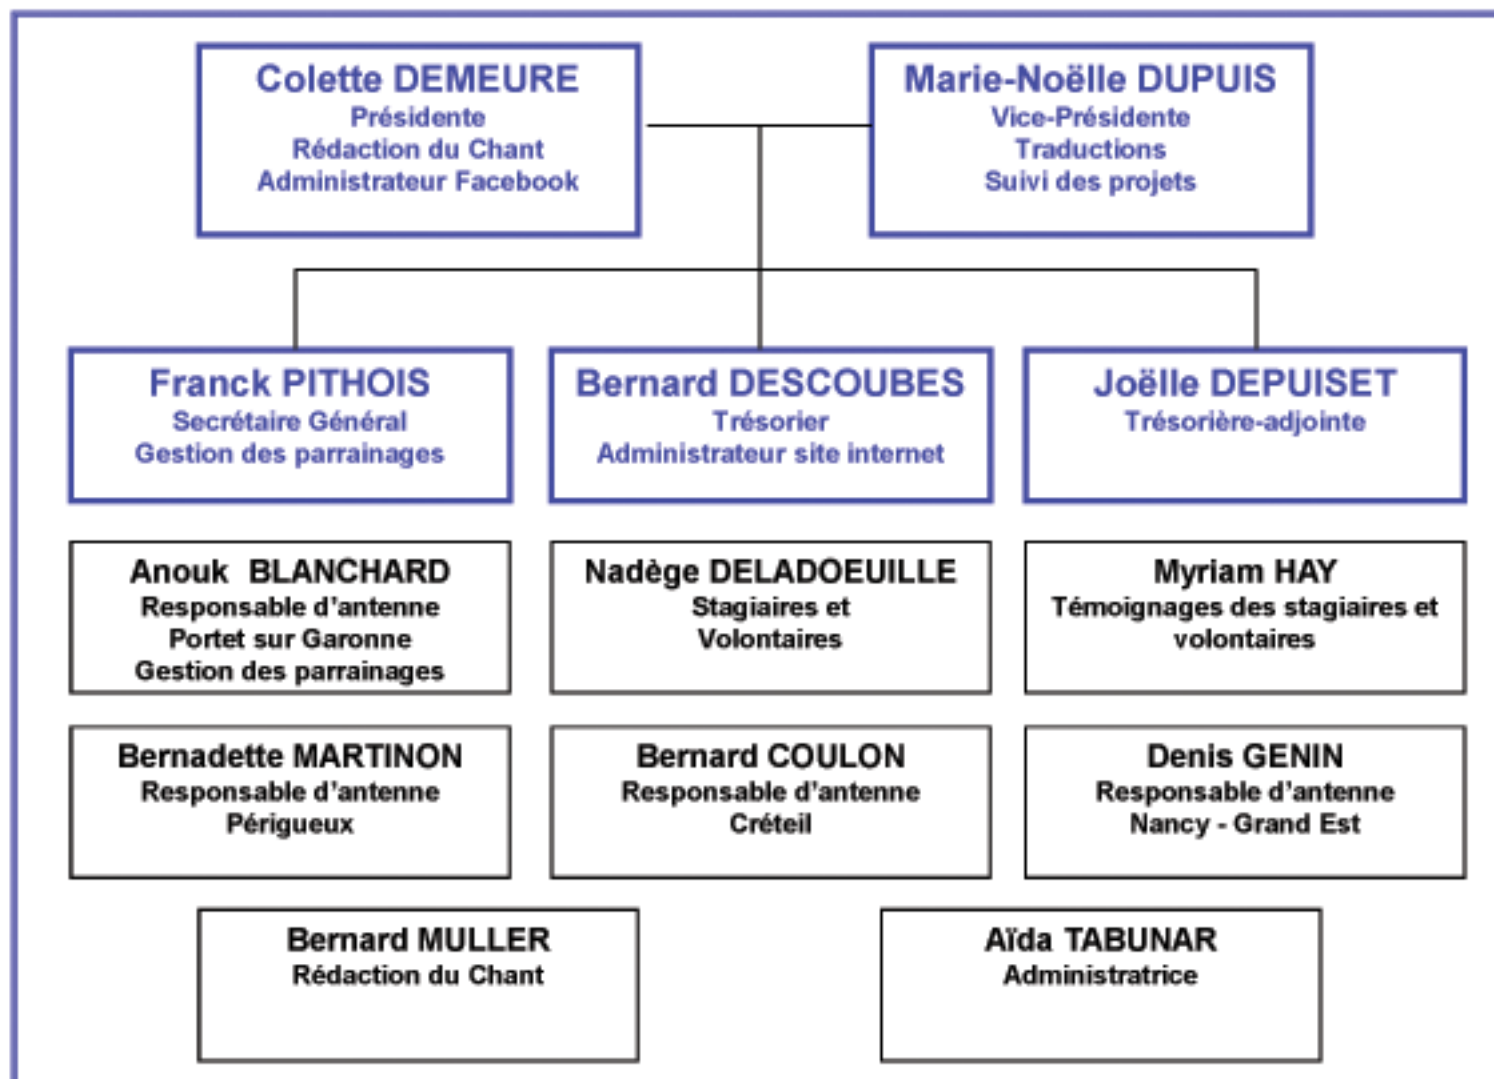 Colette DEMEURE
Présidente
Rédaction du Chant
Administrateur Facebook
Marie-Noëlle DUPUIS
Vice-Présidente
Traductions
Suivi des projets
Franck PITHOIS
Secrétaire Général
Gestion des parrainages
Bernard DESCOUBES
Trésorier
Administrateur site internet
Joëlle DEPUISET
Trésorière-adjointe
Anouk BLANCHARD
Responsable d'antenne
Portet sur Garonne
Gestion des parrainages
Nadège DELADOEUILLE
Stagiaires et
Volontaires
Myriam HAY
Témoignages des stagiaires et
volontaires
Bernadette MARTINON
Responsable d'antenne
Périgueux
Bernard COULON
Responsable d'antenne
Créteil
Denis GENIN
Responsable d'antenne
Nancy - Grand Est
Bernard MULLER
Rédaction du Chant
Aïda TABUNAR
Administratrice